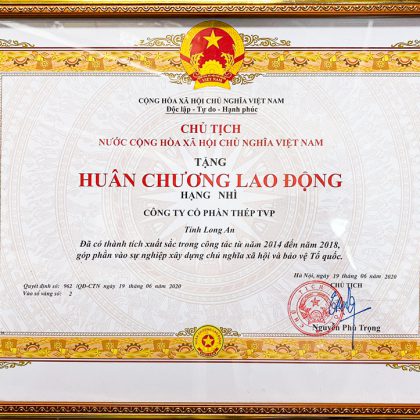 VIỆT NAM
CỘNG HÒA XÃ HỘI CHỦ NGHĨA VIỆT NAM
Độc lập - Tự do - Hạnh phúc
CHỦ TỊCH
NƯỚC CỘNG HÒA XÃ HỘI CHỦ NGHĨA VIỆT NAM
TẶNG
HUÂN CHƯƠNG LAO ĐỘNG
HẠNG NHÌ
CÔNG TY CỔ PHẦN THÉP TVP
Tỉnh Long An
Đã có thành tích xuất sắc trong công tác từ năm 2014 đến năm 2018,
góp phần vào sự nghiệp xây dựng chủ nghĩa xã hội và bảo vệ Tổ quốc.
Quyết định số: 962 /QĐ-CTN ngày 19 tháng 06 năm 2020
Vào sổ vàng số: 2
Hà Nội, ngày 19 tháng 06 năm 2020
CHỦ TỊCH
Nguyễn Phú Trọng